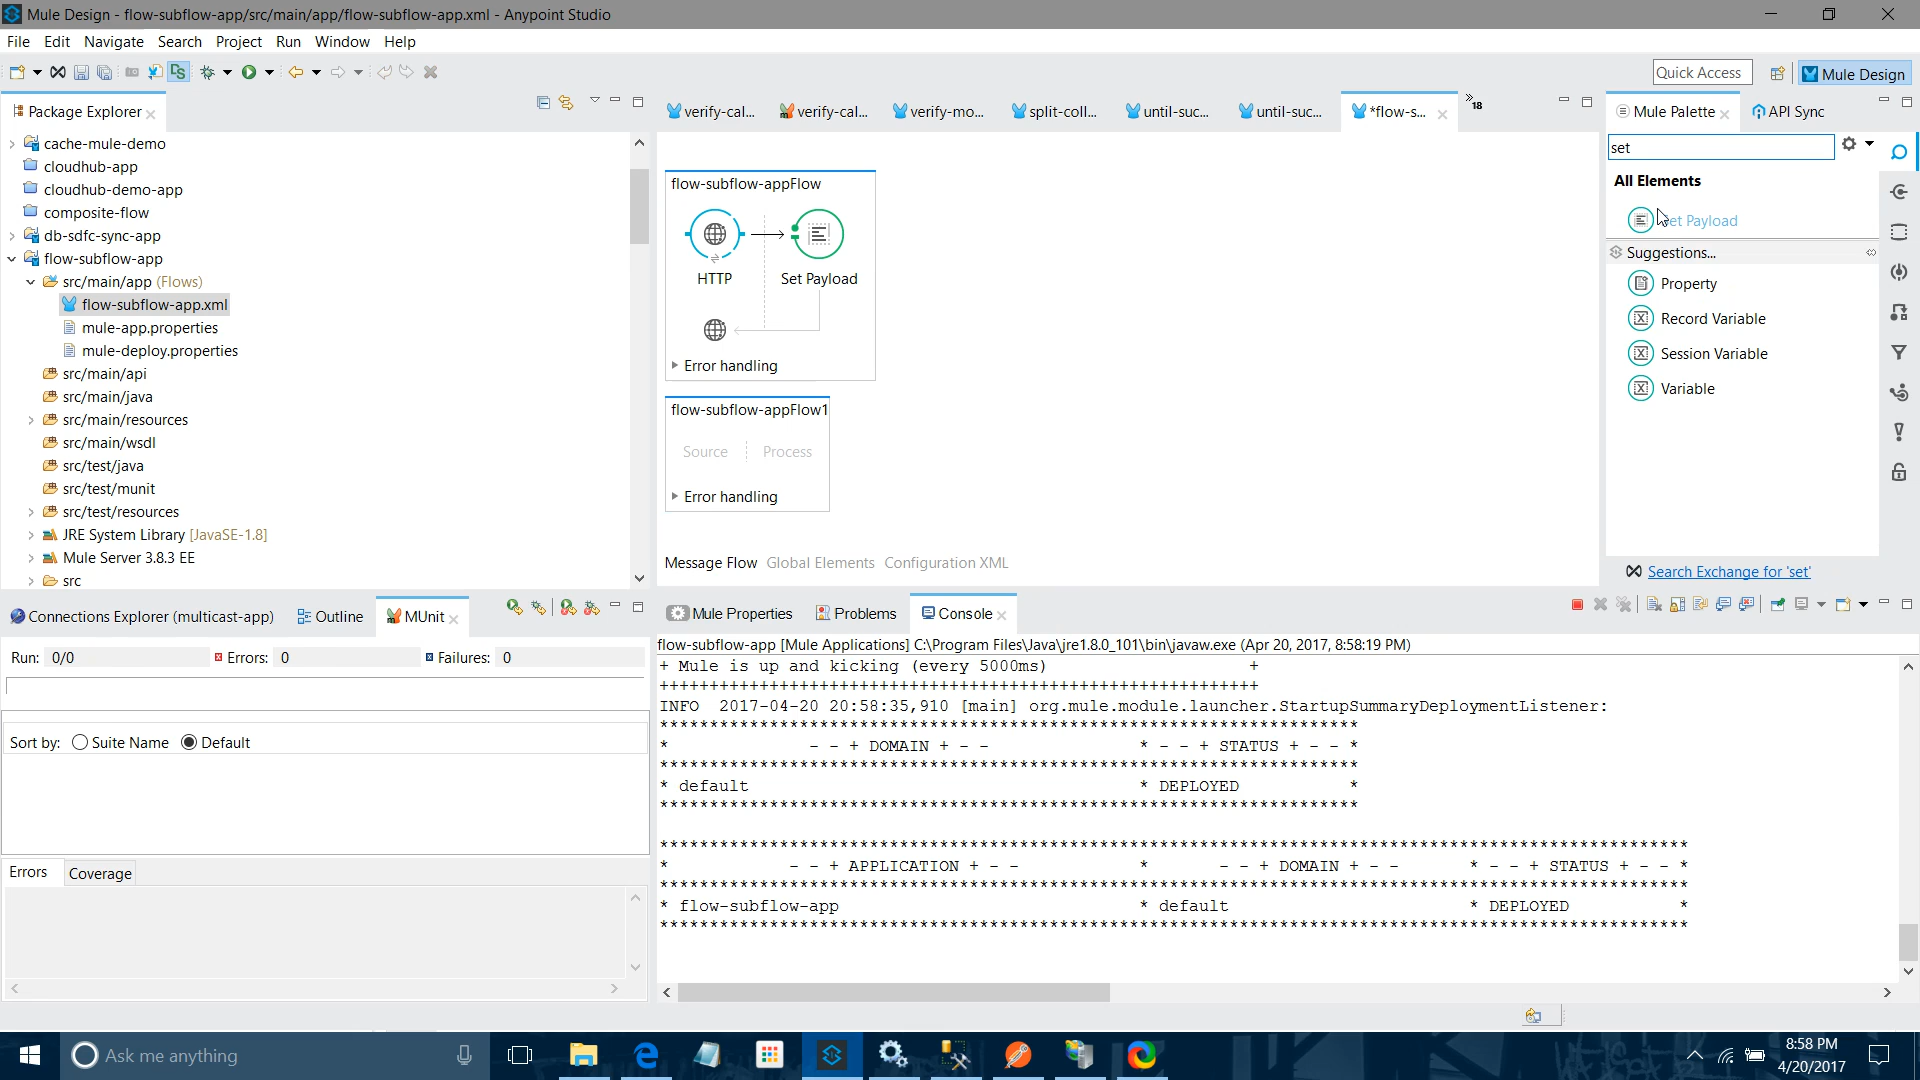 Mule Design - flow-subflow-app/src/main/app/flow-subflow-app.xml - Anypoint Studio
File Edit Navigate Search Project Run Window Help
Quick Access
Mule Design
Package Explorer
cache-mule-demo
cloudhub-app
cloudhub-demo-app
composite-flow
db-sdfc-sync-app
flow-subflow-app
src/main/app (Flows)
flow-subflow-app.xml
mule-app.properties
mule-deploy.properties
src/main/api
src/main/java
src/main/resources
src/main/wsdl
src/test/java
src/test/munit
src/test/resources
JRE System Library [JavaSE-1.8]
Mule Server 3.8.3 EE
src
verify-cal... verify-cal... verify-mo... split-coll... until-suc... until-suc... *flow-s... »18
flow-subflow-appFlow
HTTP Set Payload
Error handling
flow-subflow-appFlow1
Source Process
Error handling
Message Flow Global Elements Configuration XML
Mule Palette API Sync
set
All Elements
et Payload
Suggestions...
Property
Record Variable
Session Variable
Variable
Search Exchange for 'set'
Connections Explorer (multicast-app) Outline MUnit
Run: 0/0 Errors: 0 Failures: 0
Sort by: Suite Name Default
Errors Coverage
Mule Properties Problems Console
flow-subflow-app [Mule Applications] C:\Program Files\Java\jre1.8.0_101\bin\javaw.exe (Apr 20, 2017, 8:58:19 PM)
+ Mule is up and kicking (every 5000ms) +
++++++++++++++++++++++++++++++++++++++++++++++++++++++++++++
INFO 2017-04-20 20:58:35,910 [main] org.mule.module.launcher.StartupSummaryDeploymentListener:
**********************************************************************
* - - + DOMAIN + - - * - - + STATUS + - - *
**********************************************************************
* default * DEPLOYED *
**********************************************************************
*******************************************************************************************************
* - - + APPLICATION + - - * - - + DOMAIN + - - * - - + STATUS + - - *
*******************************************************************************************************
* flow-subflow-app * default * DEPLOYED *
*******************************************************************************************************
Ask me anything
8:58 PM
4/20/2017